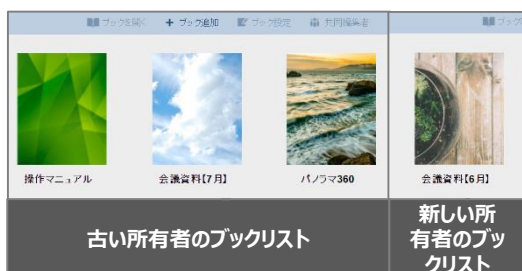 ブックを開く ブック追加 ブック設定 共同編集者
操作マニュアル 会議資料【7月】 パノラマ360
古い所有者のブックリスト
ブック
会議資料【6月】
新しい所
有者のブッ
クリスト